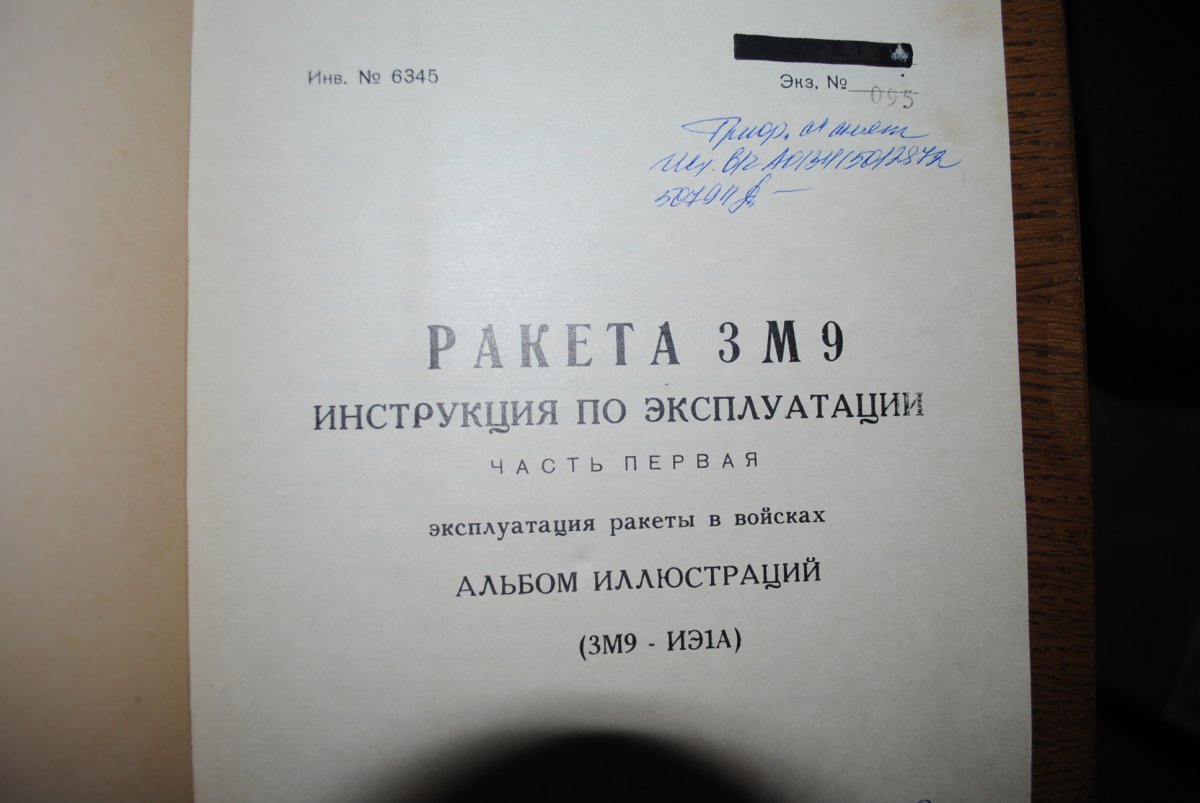 Инв. № 6345
Экз. № 095
РАКЕТА 3М9
ИНСТРУКЦИЯ ПО ЭКСПЛУАТАЦИИ
ЧАСТЬ ПЕРВАЯ
эксплуатация ракеты в войсках
АЛЬБОМ ИЛЛЮСТРАЦИЙ
(3М9 - ИЭ1А)